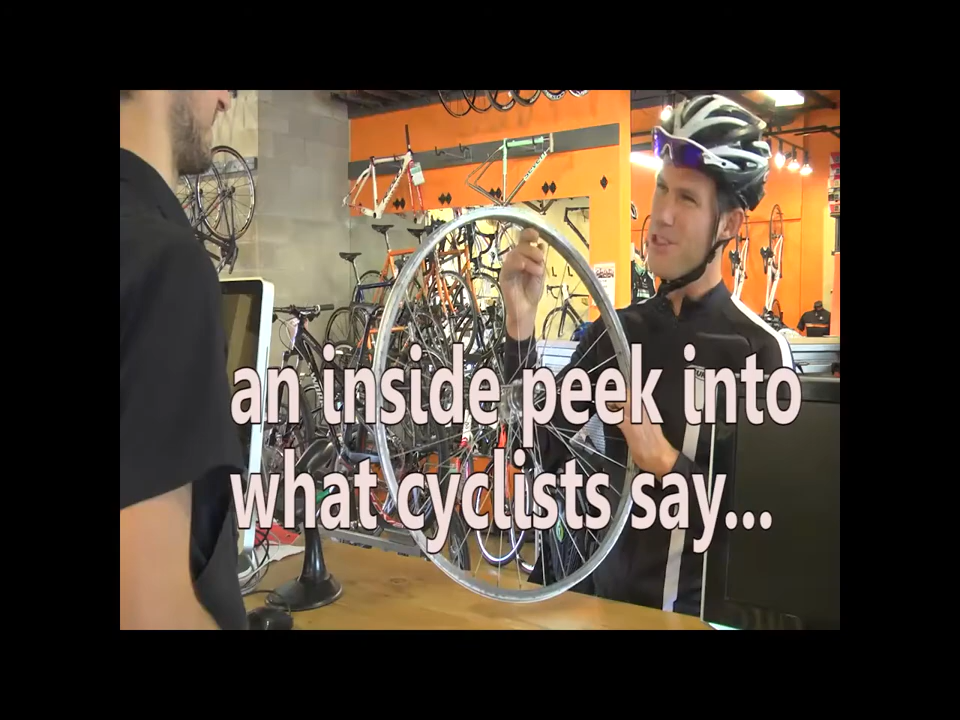 an inside peek into
what cyclists say...